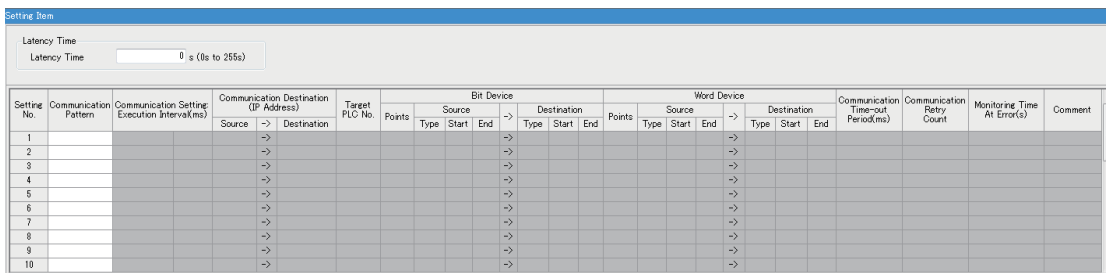 Setting Item
Latency Time
Latency Time 0 s (0s to 255s)
Setting No. Communication Pattern Communication Setting: Execution Interval(ms) Communication Destination (IP Address) Target PLC No. Bit Device Word Device Communication Time-out Period(ms) Communication Retry Count Monitoring Time At Error(s) Comment
Points Source -> Destination Points Source -> Destination
Source -> Destination Type Start End Type Start End Type Start End Type Start End
1 -> -> ->
2 -> -> ->
3 -> -> ->
4 -> -> ->
5 -> -> ->
6 -> -> ->
7 -> -> ->
8 -> -> ->
9 -> -> ->
10 -> -> ->